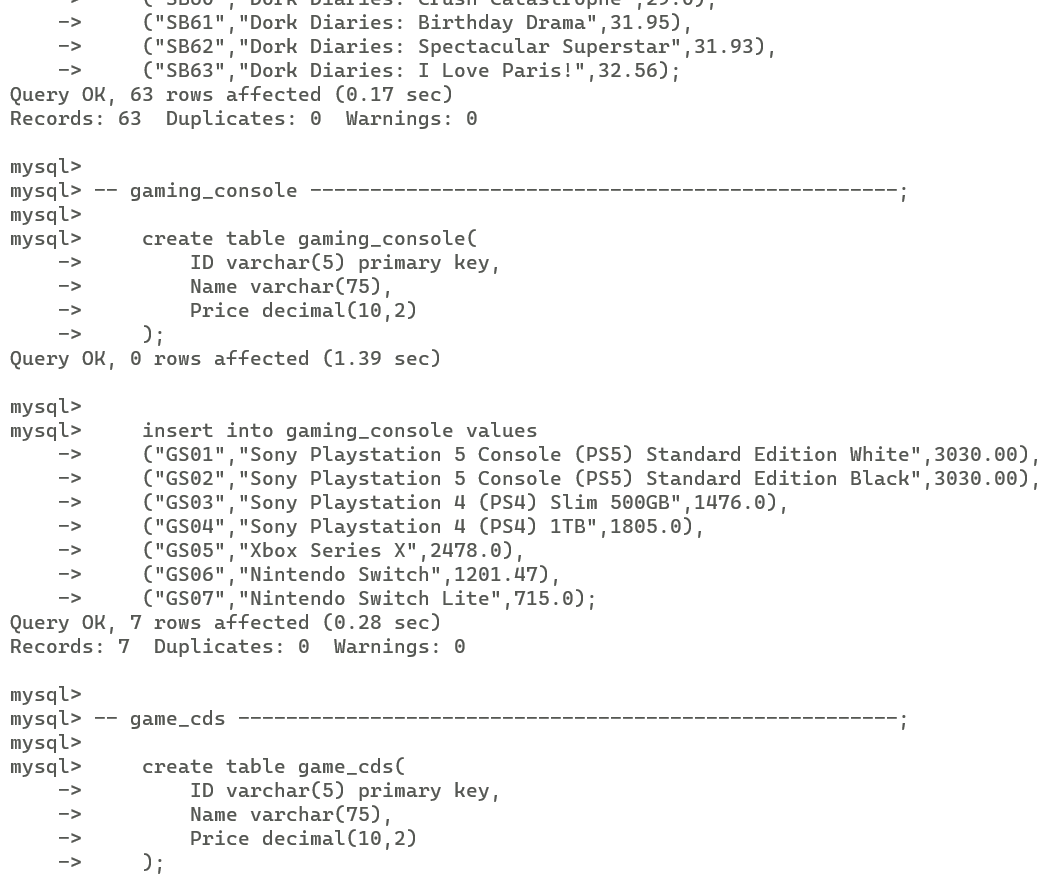 ->     ("SB60","Dork Diaries: Crush Catastrophe",29.6),
    ->     ("SB61","Dork Diaries: Birthday Drama",31.95),
    ->     ("SB62","Dork Diaries: Spectacular Superstar",31.93),
    ->     ("SB63","Dork Diaries: I Love Paris!",32.56);
Query OK, 63 rows affected (0.17 sec)
Records: 63  Duplicates: 0  Warnings: 0

mysql>
mysql> -- gaming_console -------------------------------------------------;
mysql>
mysql>     create table gaming_console(
    ->         ID varchar(5) primary key,
    ->         Name varchar(75),
    ->         Price decimal(10,2)
    ->     );
Query OK, 0 rows affected (1.39 sec)

mysql>
mysql>     insert into gaming_console values
    ->     ("GS01","Sony Playstation 5 Console (PS5) Standard Edition White",3030.00),
    ->     ("GS02","Sony Playstation 5 Console (PS5) Standard Edition Black",3030.00),
    ->     ("GS03","Sony Playstation 4 (PS4) Slim 500GB",1476.0),
    ->     ("GS04","Sony Playstation 4 (PS4) 1TB",1805.0),
    ->     ("GS05","Xbox Series X",2478.0),
    ->     ("GS06","Nintendo Switch",1201.47),
    ->     ("GS07","Nintendo Switch Lite",715.0);
Query OK, 7 rows affected (0.28 sec)
Records: 7  Duplicates: 0  Warnings: 0

mysql>
mysql> -- game_cds -------------------------------------------------------;
mysql>
mysql>     create table game_cds(
    ->         ID varchar(5) primary key,
    ->         Name varchar(75),
    ->         Price decimal(10,2)
    ->     );